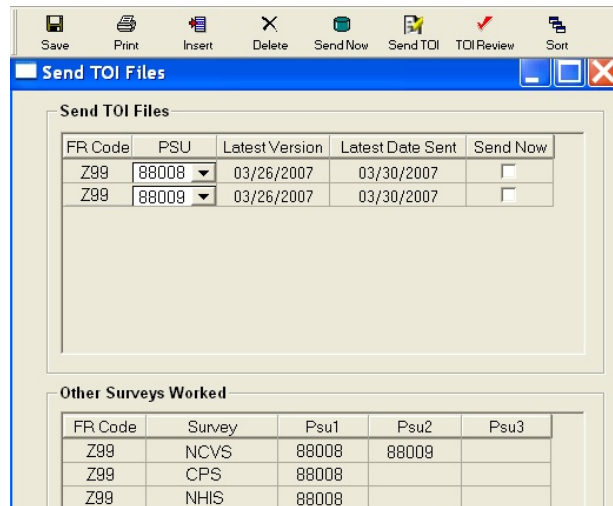 Save Print Insert Delete Send Now Send TOI TOI Review Sort
Send TOI Files
Send TOI Files
FR Code PSU Latest Version Latest Date Sent Send Now
Z99 88008 03/26/2007 03/30/2007
Z99 88009 03/26/2007 03/30/2007
Other Surveys Worked
FR Code Survey Psu1 Psu2 Psu3
Z99 NCVS 88008 88009
Z99 CPS 88008
Z99 NHIS 88008